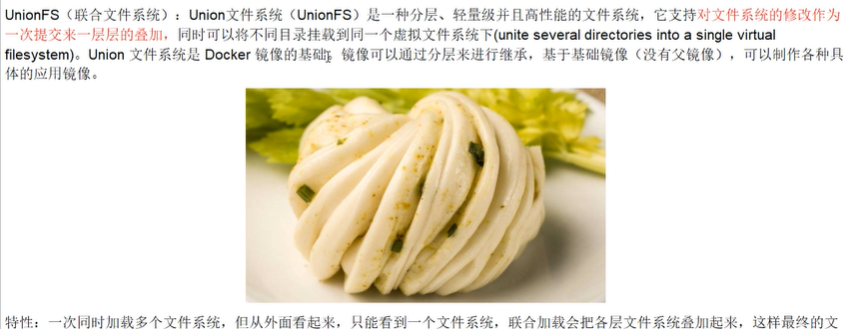 UnionFS（联合文件系统）：Union文件系统（UnionFS）是一种分层、轻量级并且高性能的文件系统，它支持对文件系统的修改作为
一次提交来一层层的叠加，同时可以将不同目录挂载到同一个虚拟文件系统下(unite several directories into a single virtual
filesystem)。Union 文件系统是 Docker 镜像的基础。镜像可以通过分层来进行继承，基于基础镜像（没有父镜像），可以制作各种具
体的应用镜像。
特性：一次同时加载多个文件系统，但从外面看起来，只能看到一个文件系统，联合加载会把各层文件系统叠加起来，这样最终的文